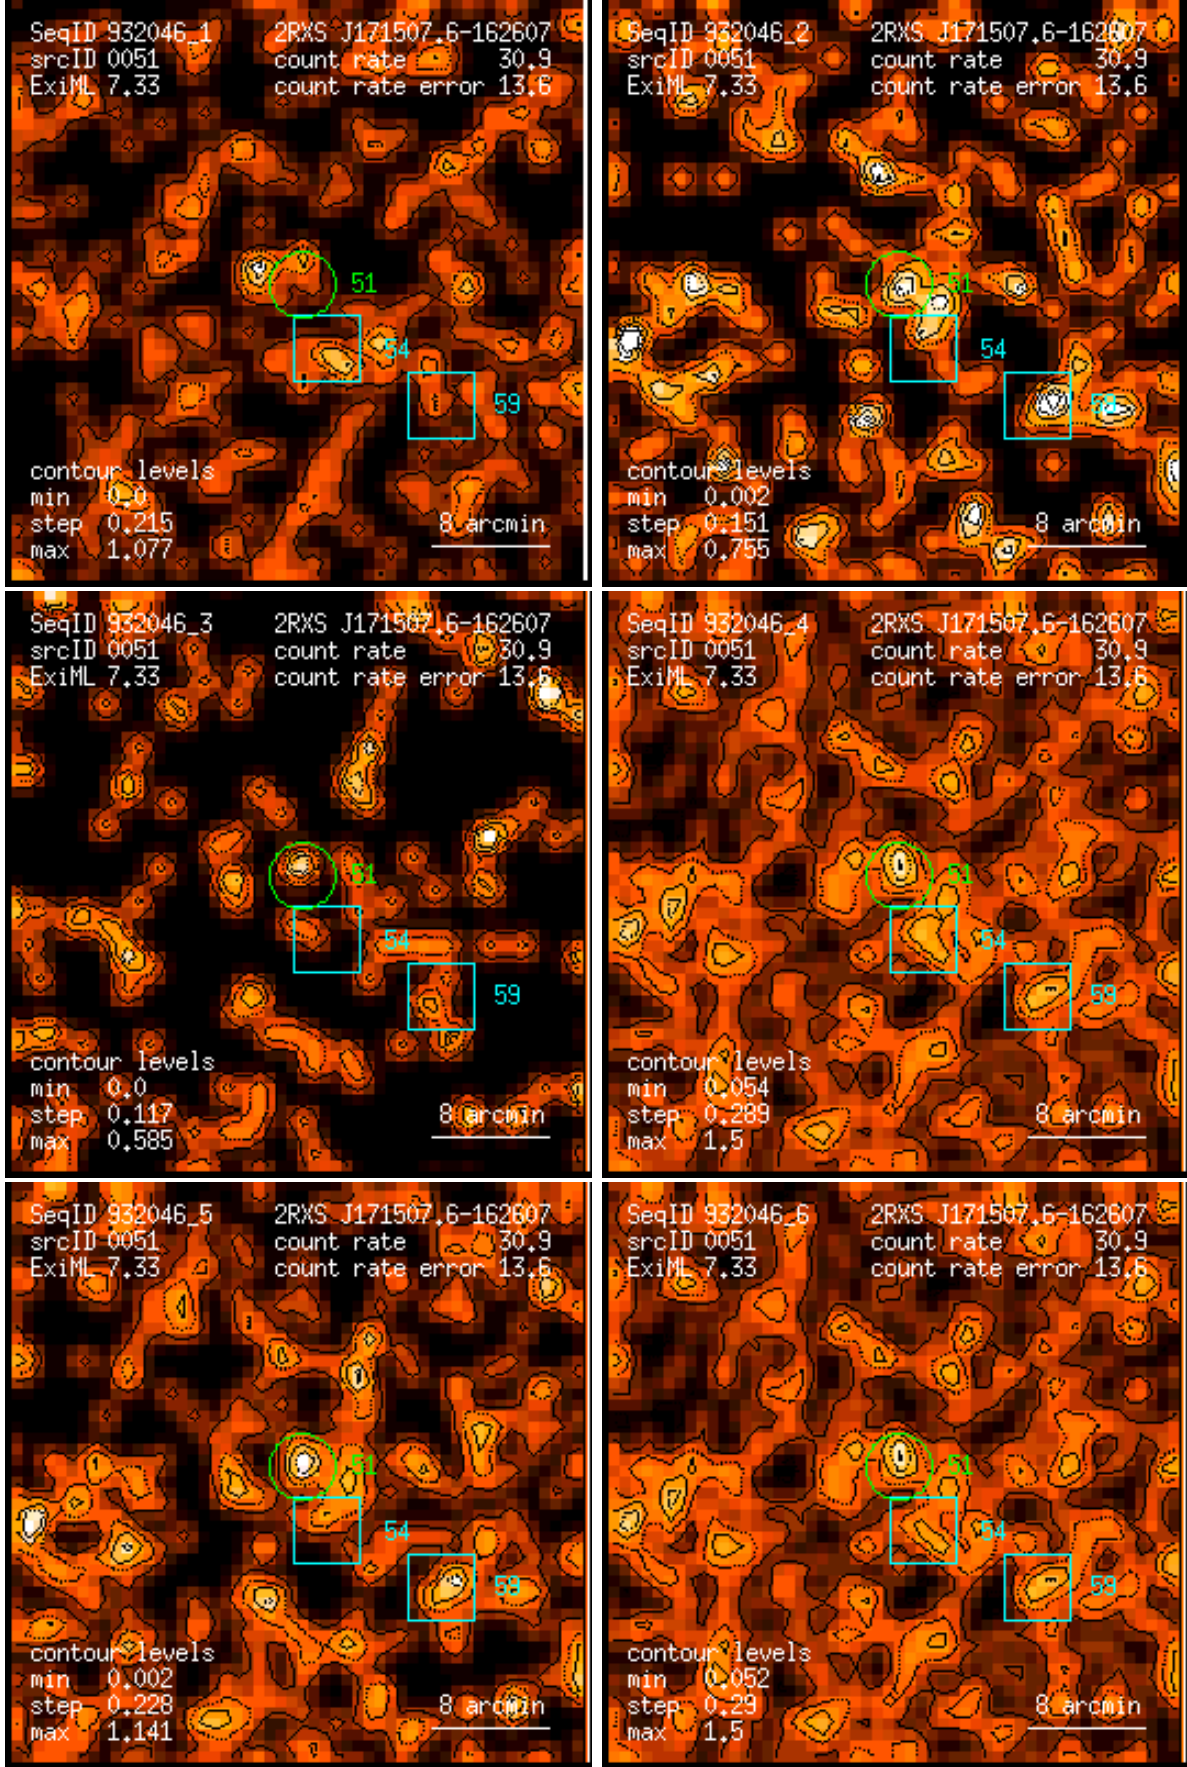 SeqID 932046_1 2RXS J171507.6-162607
srcID 0051 count rate 30.9
ExiML 7.33 count rate error 13.6
51
54
59
contour levels
min 0.0
step 0.215 8 arcmin
max 1.077
SeqID 932046_2 2RXS J171507.6-162607
srcID 0051 count rate 30.9
ExiML 7.33 count rate error 13.6
51
54
59
contour levels
min 0.002
step 0.151 8 arcmin
max 0.755
SeqID 932046_3 2RXS J171507.6-162607
srcID 0051 count rate 30.9
ExiML 7.33 count rate error 13.6
51
54
59
contour levels
min 0.0
step 0.117 8 arcmin
max 0.585
SeqID 932046_4 2RXS J171507.6-162607
srcID 0051 count rate 30.9
ExiML 7.33 count rate error 13.6
51
54
59
contour levels
min 0.054
step 0.289 8 arcmin
max 1.5
SeqID 932046_5 2RXS J171507.6-162607
srcID 0051 count rate 30.9
ExiML 7.33 count rate error 13.6
51
54
59
contour levels
min 0.002
step 0.228 8 arcmin
max 1.141
SeqID 932046_6 2RXS J171507.6-162607
srcID 0051 count rate 30.9
ExiML 7.33 count rate error 13.6
51
54
59
contour levels
min 0.052
step 0.29 8 arcmin
max 1.5